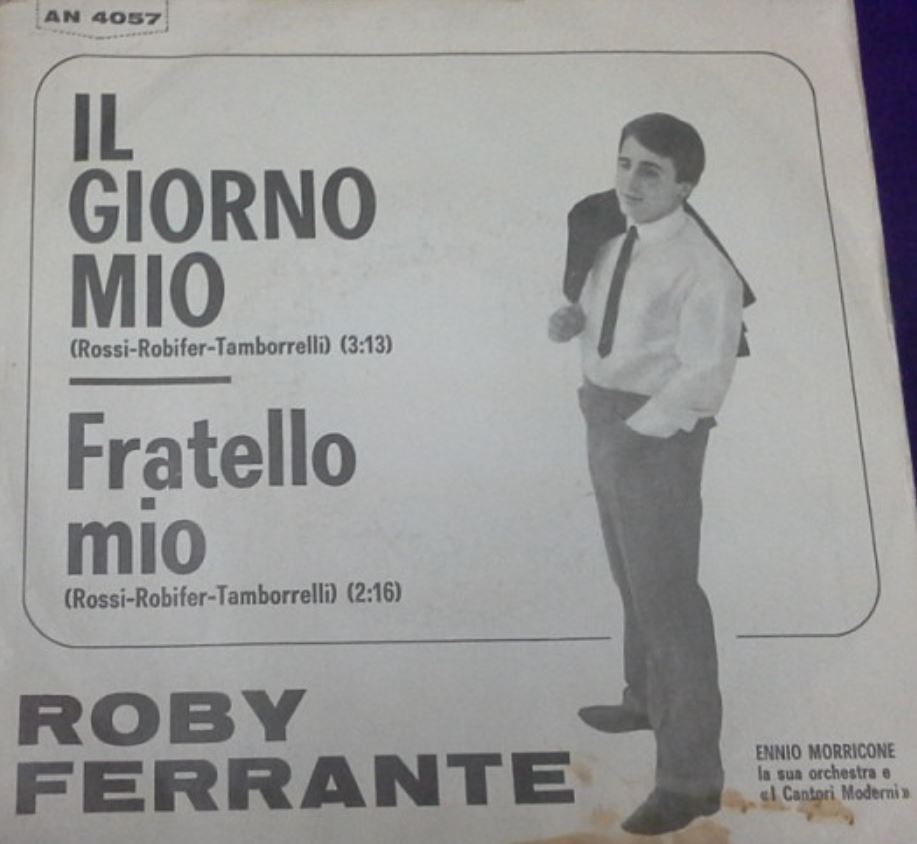 AN 4057
IL
GIORNO
MIO
(Rossi-Robifer-Tamborrelli) (3:13)
Fratello
mio
(Rossi-Robifer-Tamborrelli) (2:16)
ROBY
FERRANTE
ENNIO MORRICONE
la sua orchestra e
«I Cantori Moderni»